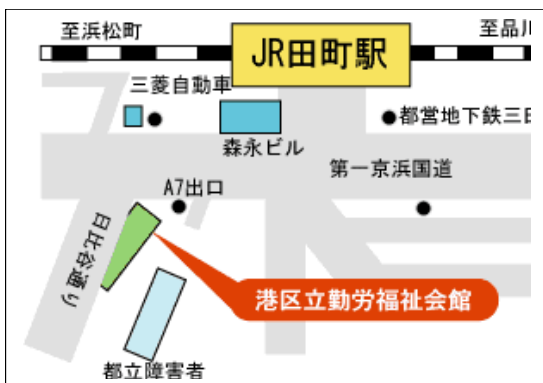 至浜松町
至品川
JR田町駅
三菱自動車
都営地下鉄三田
森永ビル
第一京浜国道
A7出口
日比谷通り
港区立勤労福祉会館
都立障害者